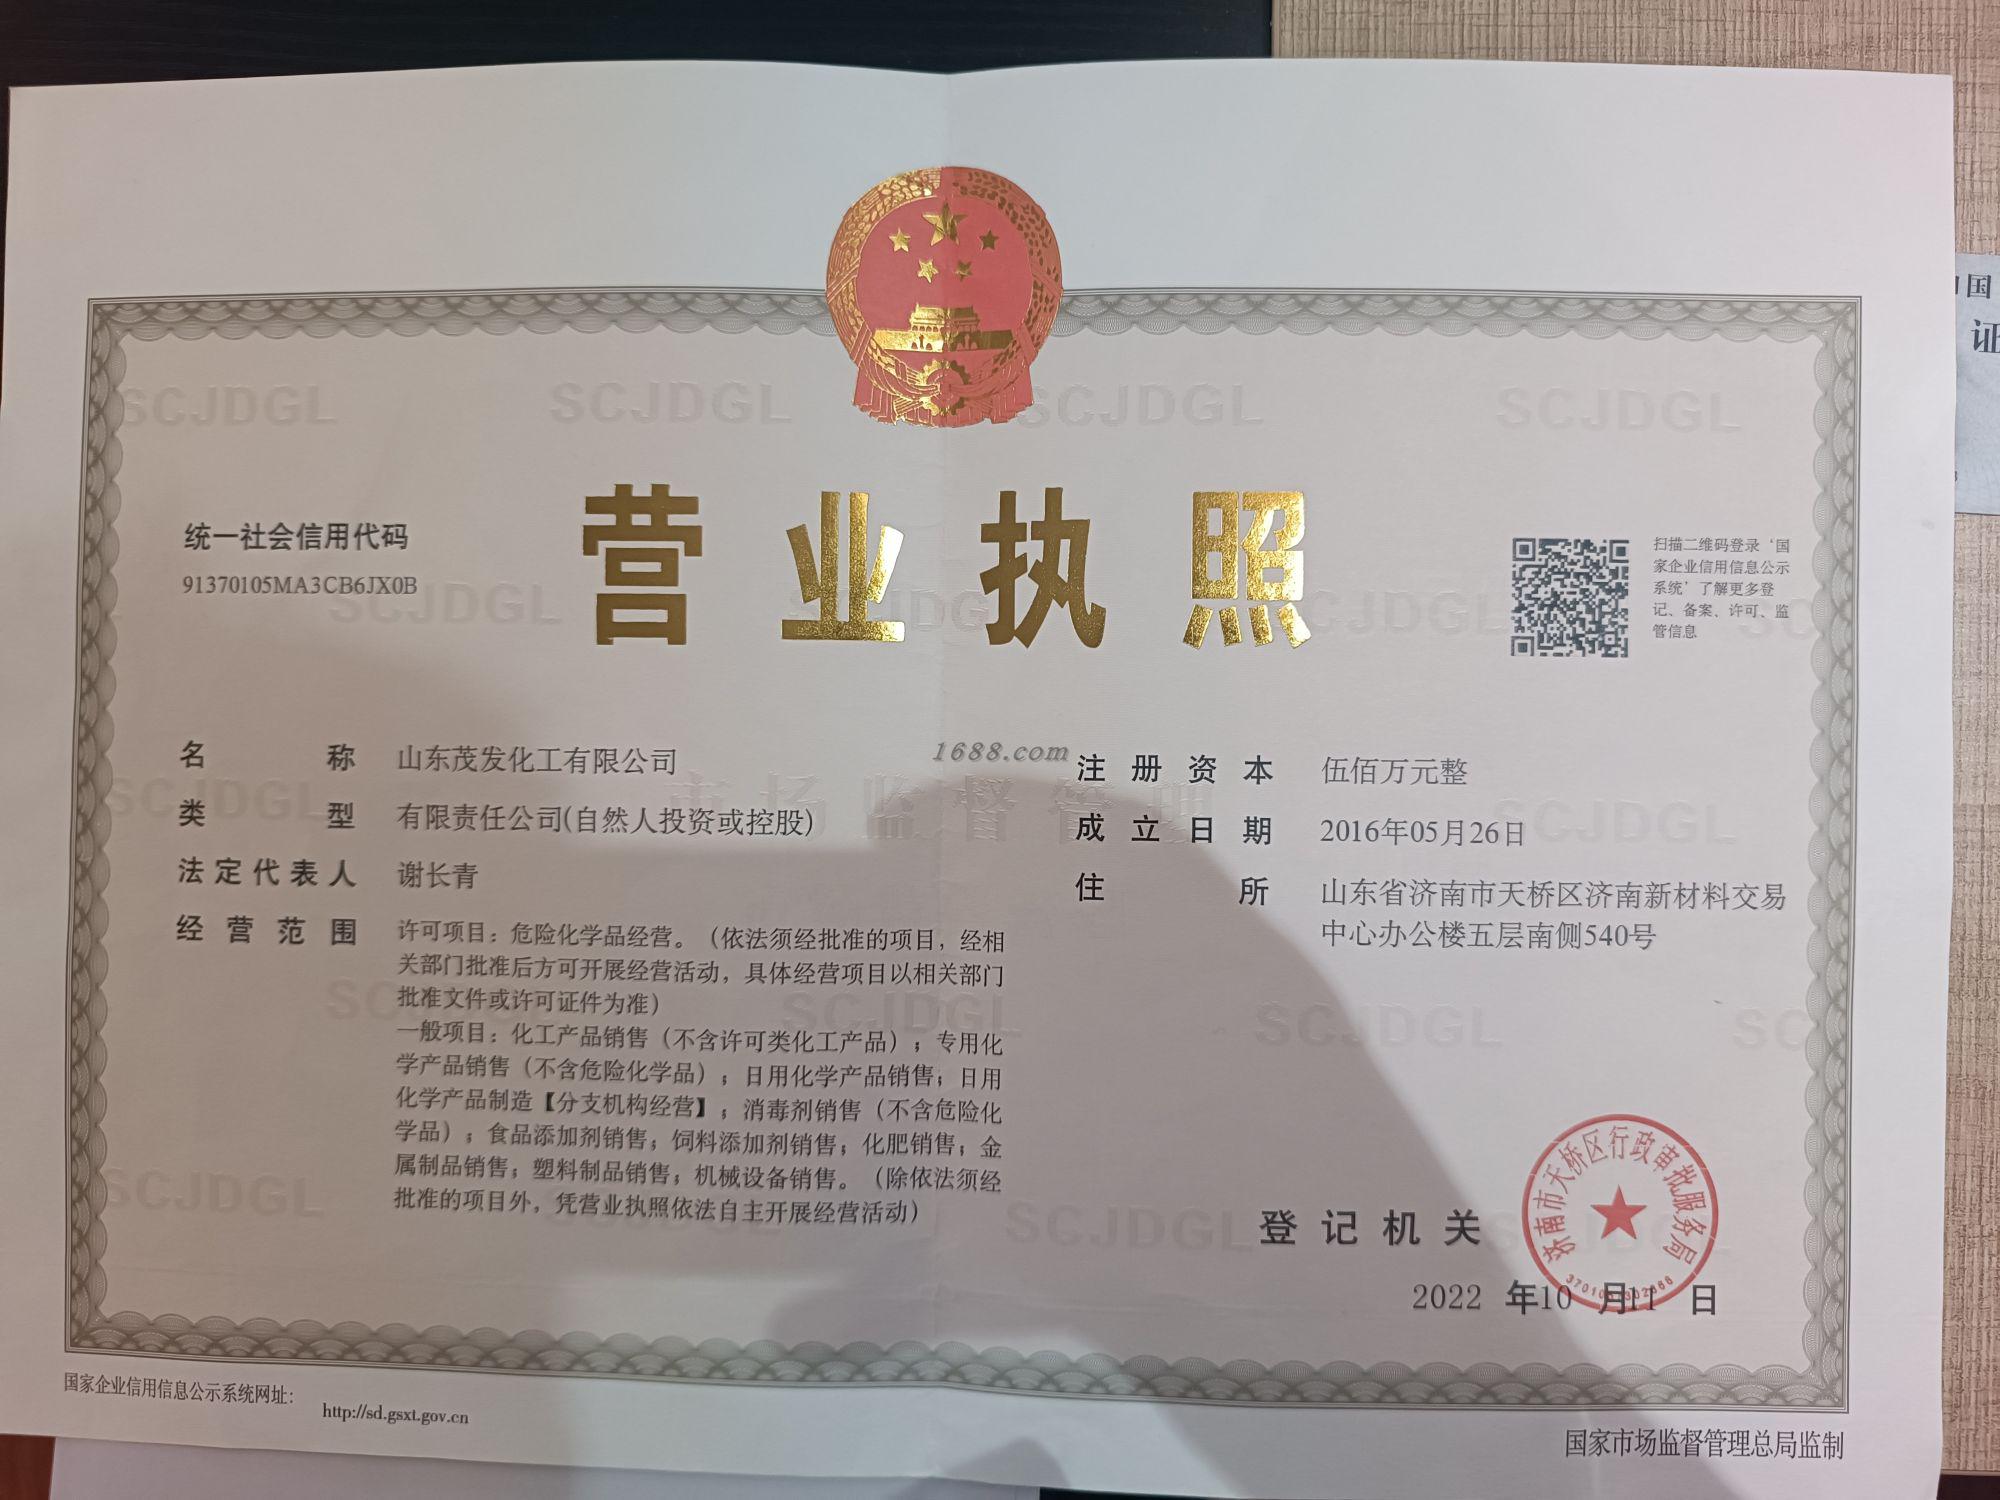 中国
证
营业执照
统一社会信用代码
91370105MA3CB6JX0B
扫描二维码登录‘国
家企业信用信息公示
系统’了解更多登
记、备案、许可、监
管信息
1688.com
名称 山东茂发化工有限公司
类型 有限责任公司(自然人投资或控股)
法定代表人 谢长青
经营范围 许可项目：危险化学品经营。（依法须经批准的项目，经相
关部门批准后方可开展经营活动，具体经营项目以相关部门
批准文件或许可证件为准）
一般项目：化工产品销售（不含许可类化工产品）；专用化
学产品销售（不含危险化学品）；日用化学产品销售；日用
化学产品制造【分支机构经营】；消毒剂销售（不含危险化
学品）；食品添加剂销售；饲料添加剂销售；化肥销售；金
属制品销售；塑料制品销售；机械设备销售。（除依法须经
批准的项目外，凭营业执照依法自主开展经营活动）
注册资本 伍佰万元整
成立日期 2016年05月26日
住所 山东省济南市天桥区济南新材料交易
中心办公楼五层南侧540号
市场监督管理
SCJDGL SCJDGL SCJDGL SCJDGL
登记机关
济南市天桥区行政审批服务局
2022 年10 月11 日
国家企业信用信息公示系统网址：
http://sd.gsxt.gov.cn
国家市场监督管理总局监制